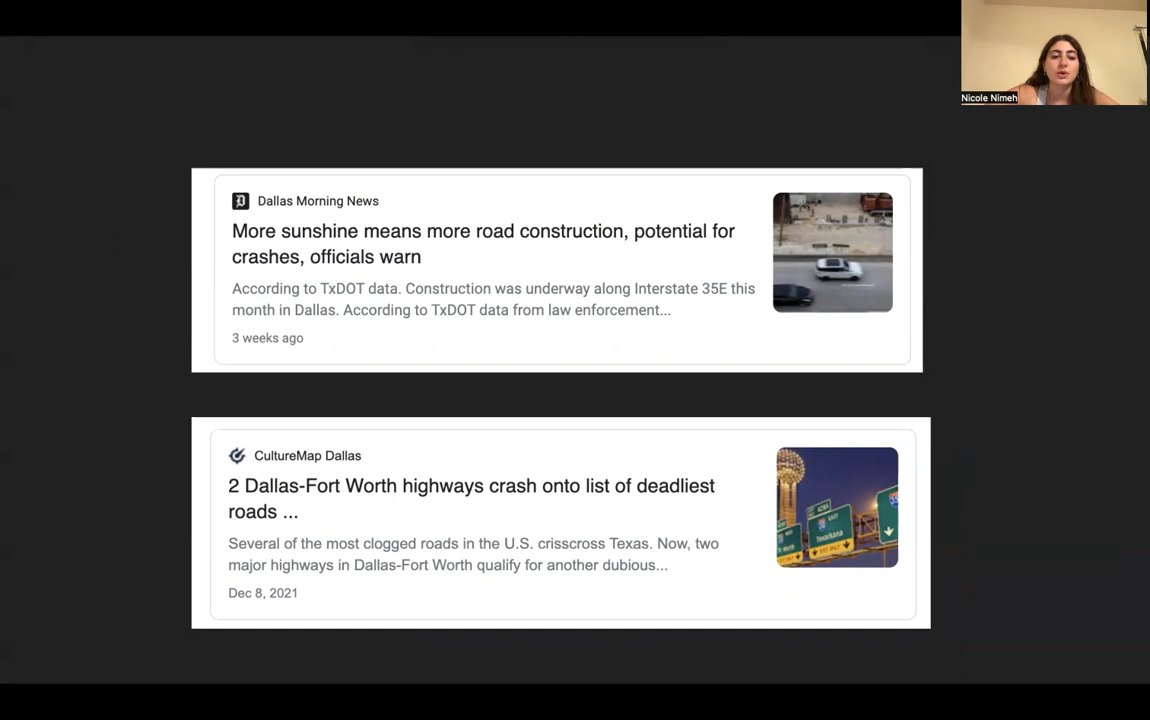 Nicole Nimeh
Dallas Morning News
More sunshine means more road construction, potential for
crashes, officials warn
According to TxDOT data. Construction was underway along Interstate 35E this
month in Dallas. According to TxDOT data from law enforcement...
3 weeks ago
CultureMap Dallas
2 Dallas-Fort Worth highways crash onto list of deadliest
roads ...
Several of the most clogged roads in the U.S. crisscross Texas. Now, two
major highways in Dallas-Fort Worth qualify for another dubious...
Dec 8, 2021
Texarkana